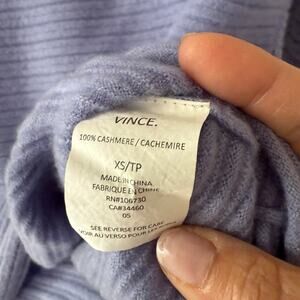 VINCE.
100% CASHMERE / CACHEMIRE
XS/TP
MADE IN CHINA
FABRIQUE EN CHINE
RN#106730
CA#34460
05
SEE REVERSE FOR CARE
VOIR AU VERSO POUR L'ENTRETIEN